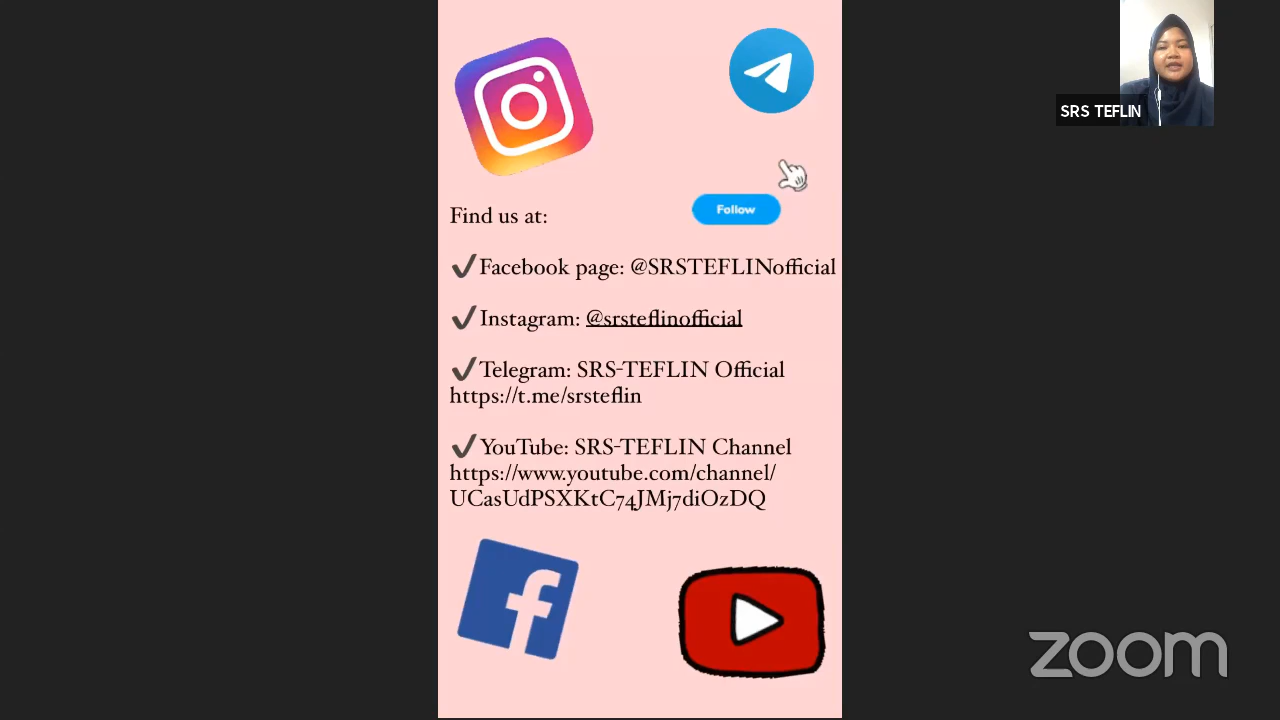 SRS TEFLIN
Follow
Find us at:
✔Facebook page: @SRSTEFLINofficial
✔Instagram: @srsteflinofficial
✔Telegram: SRS-TEFLIN Official
https://t.me/srsteflin
✔YouTube: SRS-TEFLIN Channel
https://www.youtube.com/channel/
UCasUdPSXKtC74JMj7diOzDQ
zoom